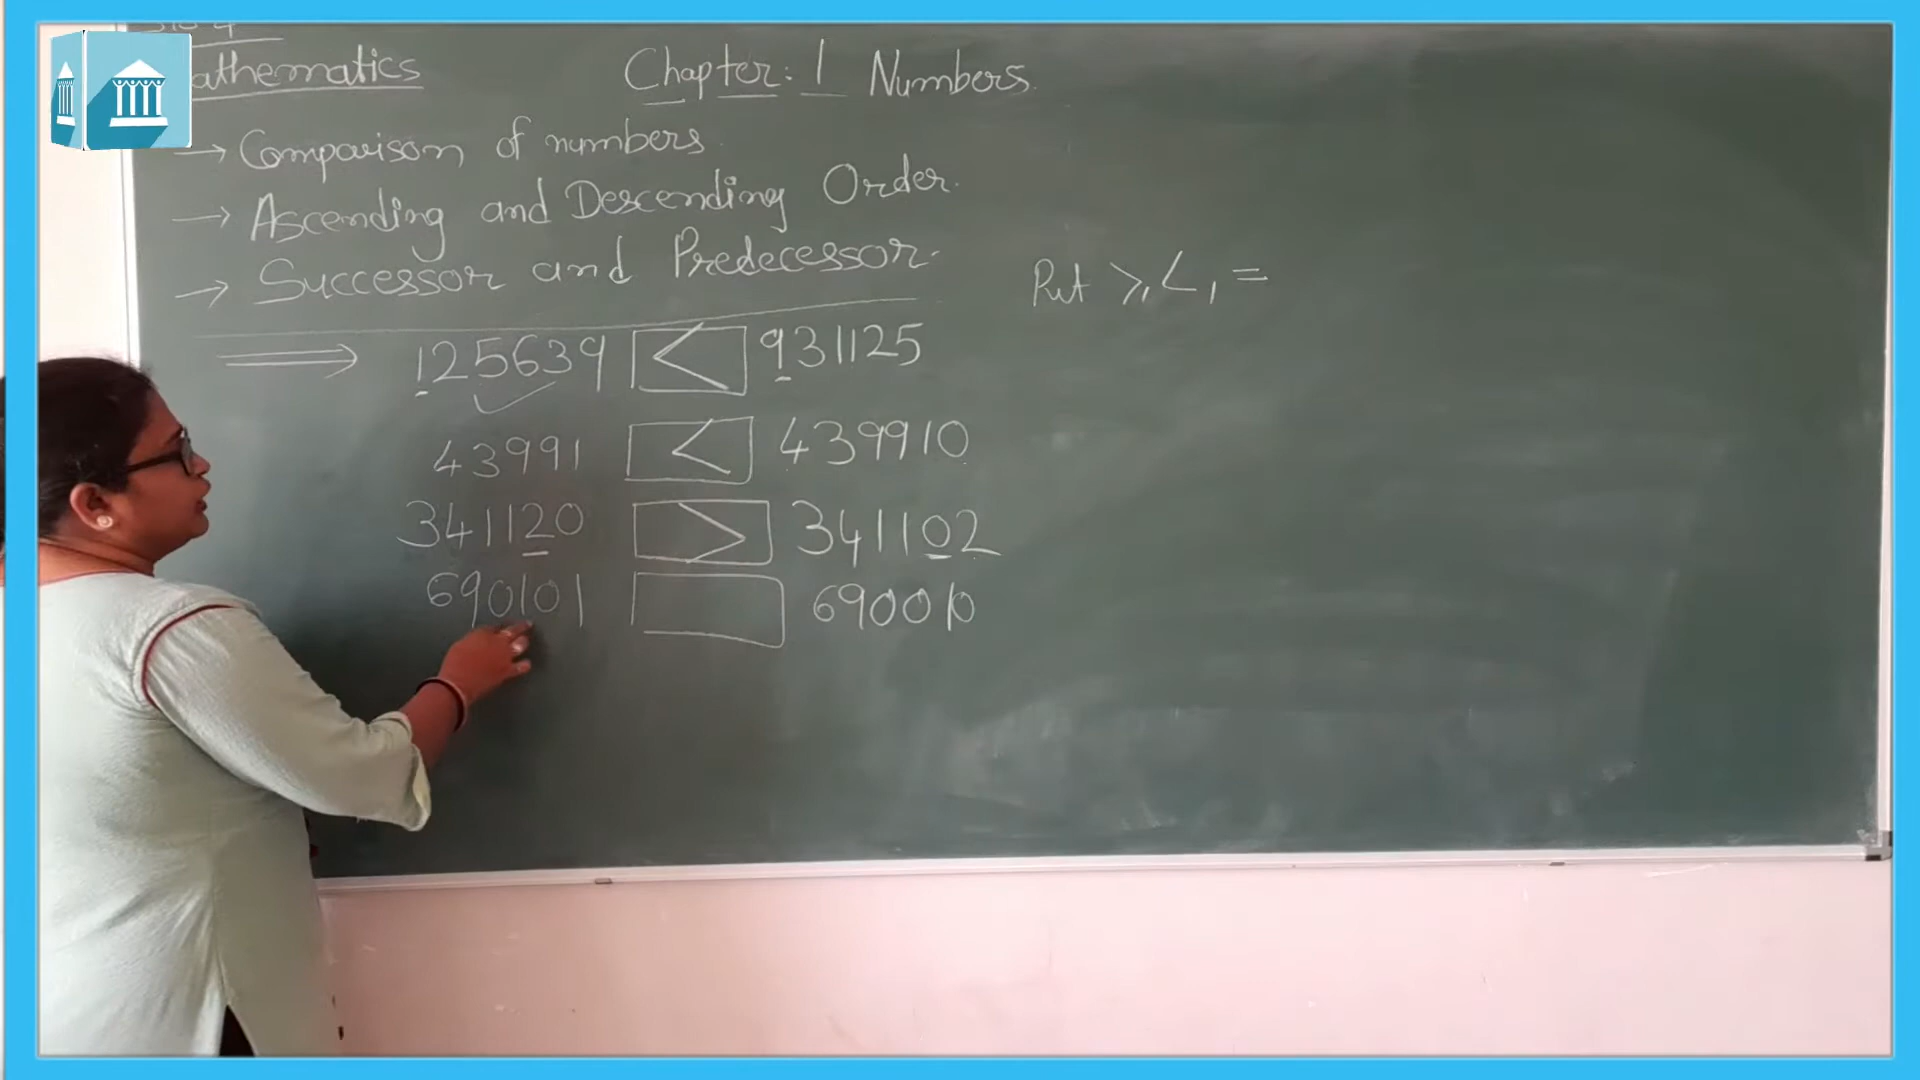 athematics
Chapter: 1 Numbers.
→ Comparison of numbers.
→ Ascending and Descending Order.
→ Successor and Predecessor.
Put >, <, =
⟹ 125639 < 931125
43991 < 439910
341120 > 341102
690101 690010